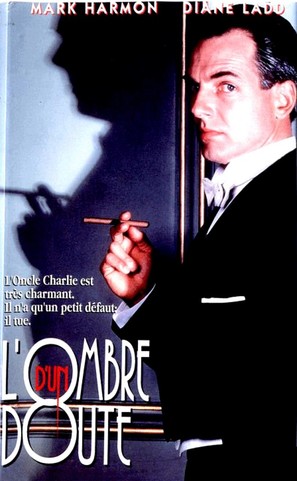 MARK HARMON DIANE LADD
L'Oncle Charlie est
très charmant.
Il n'a qu'un petit défaut:
il tue.
L'OMBRE
D'UN
DOUTE